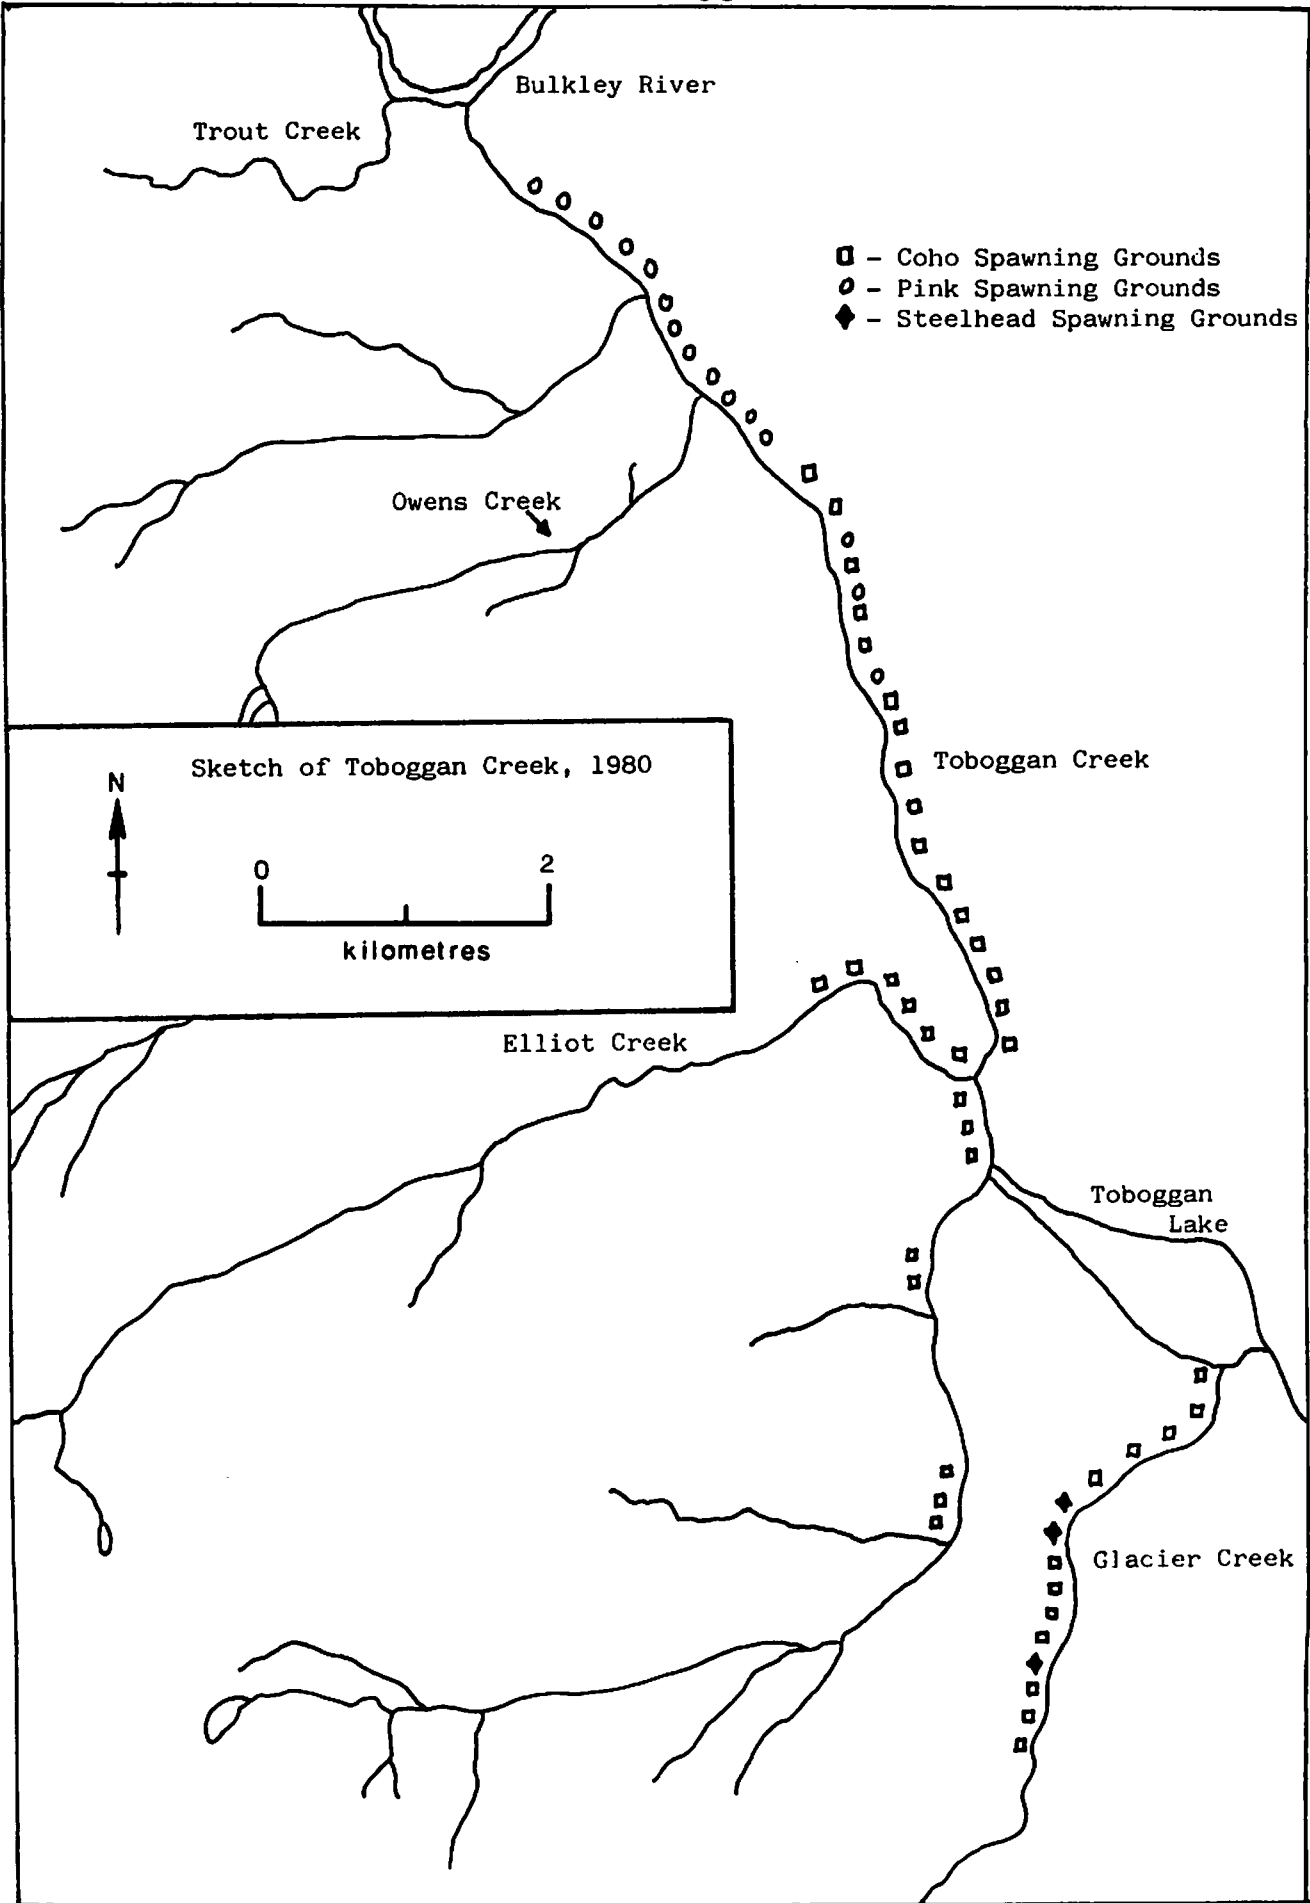 Bulkley River
Trout Creek
– Coho Spawning Grounds
– Pink Spawning Grounds
– Steelhead Spawning Grounds
Owens Creek
Sketch of Toboggan Creek, 1980
N
0 2
kilometres
Toboggan Creek
Elliot Creek
Toboggan
Lake
Glacier Creek